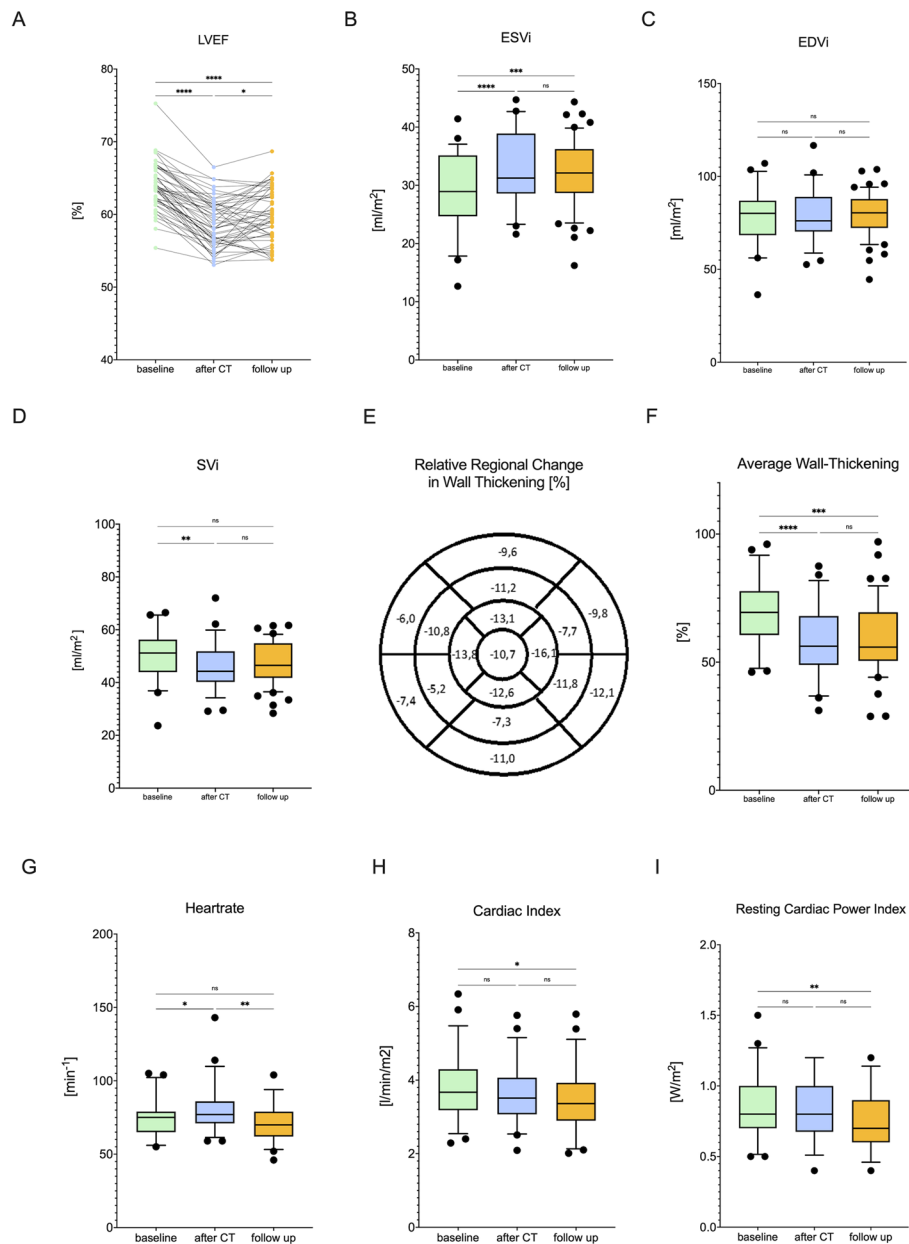 A
LVEF
80
70
60
50
40
[%]
****
****
*
baseline
after CT
follow up
B
ESVi
50
40
30
20
10
0
[ml/m²]
***
****
ns
baseline
after CT
follow up
C
EDVi
150
100
50
0
[ml/m²]
ns
ns
ns
baseline
after CT
follow up
D
SVi
100
80
60
40
20
0
[ml/m²]
ns
**
ns
baseline
after CT
follow up
E
Relative Regional Change
in Wall Thickening [%]
-9,6
-11,2
-13,1
-6,0
-10,8
-13,8
-10,7
-16,1
-7,7
-9,8
-7,4
-5,2
-12,6
-11,8
-12,1
-7,3
-11,0
F
Average Wall-Thickening
100
50
0
[%]
***
****
ns
baseline
after CT
follow up
G
Heartrate
200
150
100
50
0
[min⁻¹]
ns
*
**
baseline
after CT
follow up
H
Cardiac Index
8
6
4
2
0
[l/min/m2]
*
ns
ns
baseline
after CT
follow up
I
Resting Cardiac Power Index
2.0
1.5
1.0
0.5
0.0
[W/m²]
**
ns
ns
baseline
after CT
follow up